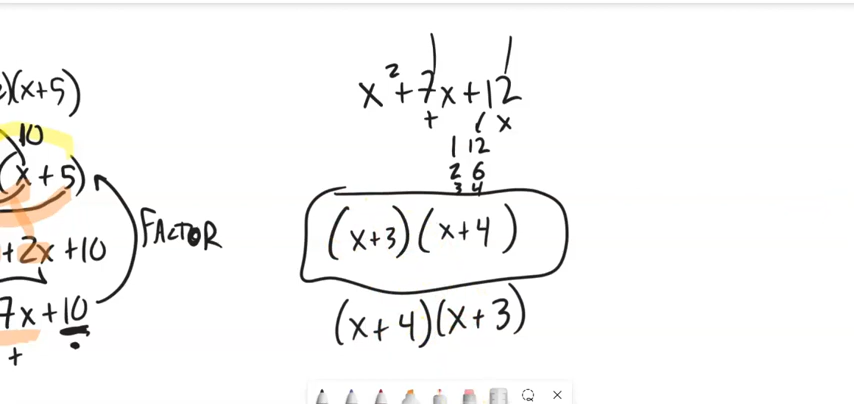 )(x+5)
10
(x+5)
+2x+10
7x+10
+
FACTOR
x²+7x+12
+ x
1 12
2 6
3 4
(x+3)(x+4)
(x+4)(x+3)